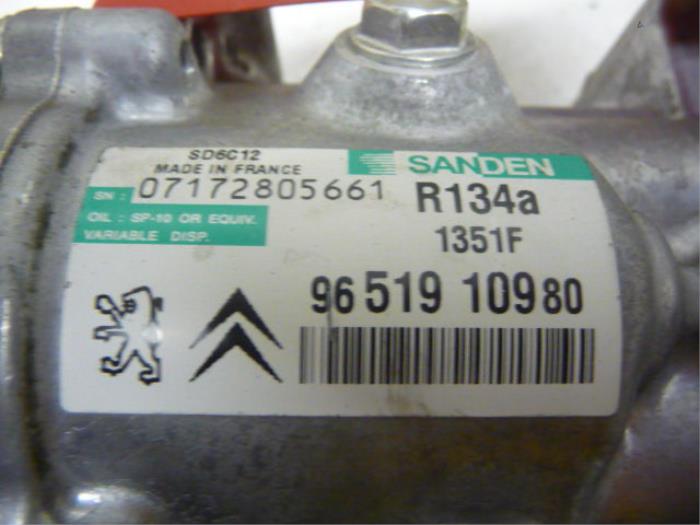 SD6C12
MADE IN FRANCE
SANDEN
SN : 07172805661
R134a
OIL : SP-10 OR EQUIV.
VARIABLE DISP.
1351F
96 519 109 80